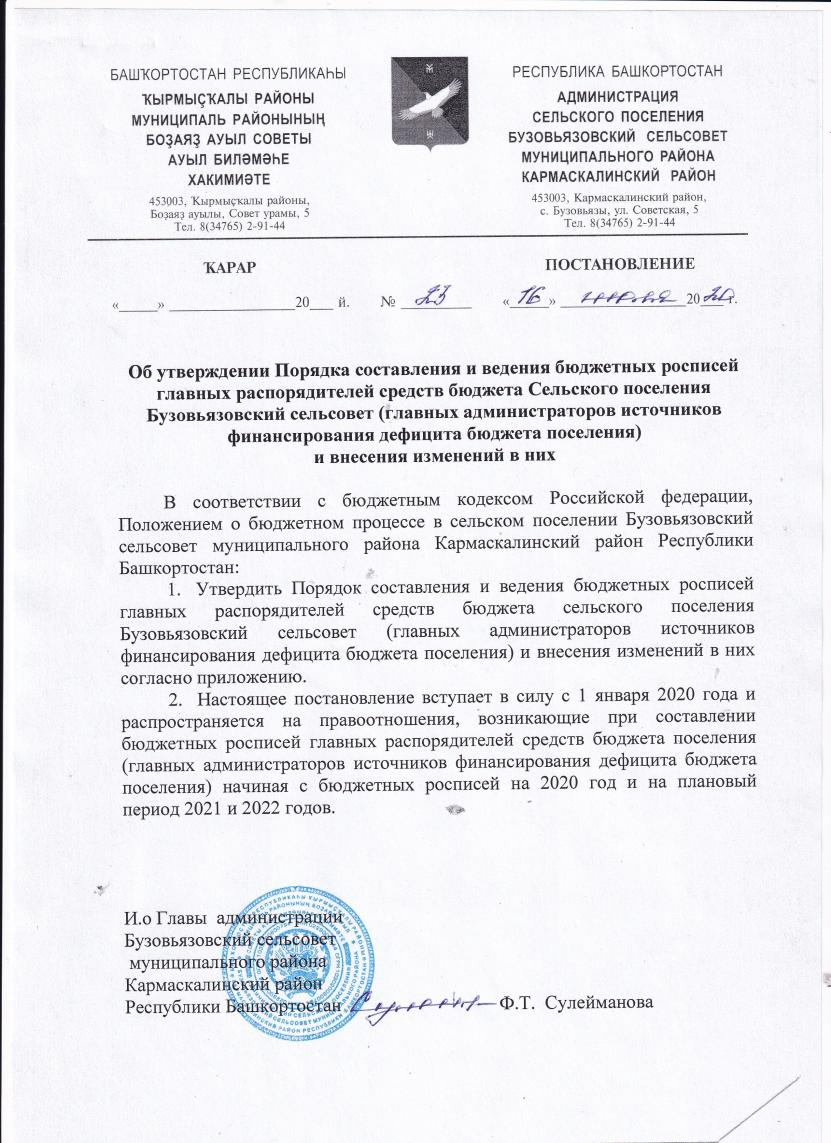 БАШҠОРТОСТАН РЕСПУБЛИКАҺЫ
ҠЫРМЫҪҠАЛЫ РАЙОНЫ
МУНИЦИПАЛЬ РАЙОНЫНЫҢ
БОҘАЯҘ АУЫЛ СОВЕТЫ
АУЫЛ БИЛӘМӘҺЕ
ХАКИМИӘТЕ
453003, Ҡырмыҫҡалы районы,
Боҙаяҙ ауылы, Совет урамы, 5
Тел. 8(34765) 2-91-44
РЕСПУБЛИКА БАШКОРТОСТАН
АДМИНИСТРАЦИЯ
СЕЛЬСКОГО ПОСЕЛЕНИЯ
БУЗОВЬЯЗОВСКИЙ СЕЛЬСОВЕТ
МУНИЦИПАЛЬНОГО РАЙОНА
КАРМАСКАЛИНСКИЙ РАЙОН
453003, Кармаскалинский район,
с. Бузовьязы, ул. Советская, 5
Тел. 8(34765) 2-91-44
ҠАРАР
ПОСТАНОВЛЕНИЕ
«_____» ________________20___ й. № 23 «16» июля 2020 г.
Об утверждении Порядка составления и ведения бюджетных росписей
главных распорядителей средств бюджета Сельского поселения
Бузовьязовский сельсовет (главных администраторов источников
финансирования дефицита бюджета поселения)
и внесения изменений в них
В соответствии с бюджетным кодексом Российской федерации,
Положением о бюджетном процессе в сельском поселении Бузовьязовский
сельсовет муниципального района Кармаскалинский район Республики
Башкортостан:
1. Утвердить Порядок составления и ведения бюджетных росписей
главных распорядителей средств бюджета сельского поселения
Бузовьязовский сельсовет (главных администраторов источников
финансирования дефицита бюджета поселения) и внесения изменений в них
согласно приложению.
2. Настоящее постановление вступает в силу с 1 января 2020 года и
распространяется на правоотношения, возникающие при составлении
бюджетных росписей главных распорядителей средств бюджета поселения
(главных администраторов источников финансирования дефицита бюджета
поселения) начиная с бюджетных росписей на 2020 год и на плановый
период 2021 и 2022 годов.
И.о Главы администрации
Бузовьязовский сельсовет
муниципального района
Кармаскалинский район
Республики Башкортостан Ф.Т. Сулейманова